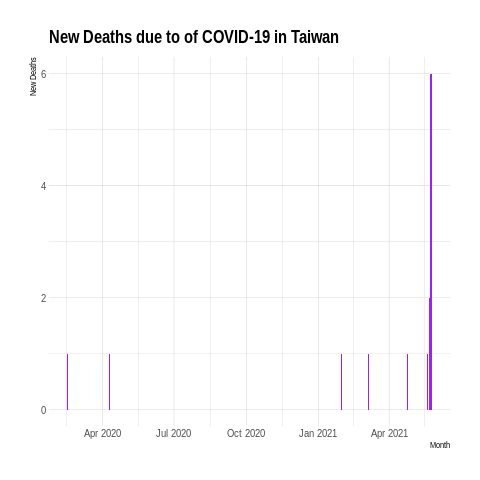 New Deaths due to of COVID-19 in Taiwan
New Deaths
6
4
2
0
Apr 2020 Jul 2020 Oct 2020 Jan 2021 Apr 2021
Month